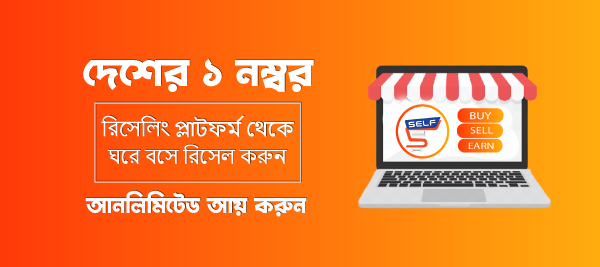 দেশের ১ নম্বর
রিসেলিং প্লাটফর্ম থেকে
ঘরে বসে রিসেল করুন
আনলিমিটেড আয় করুন
SELF
BUY
SELL
EARN